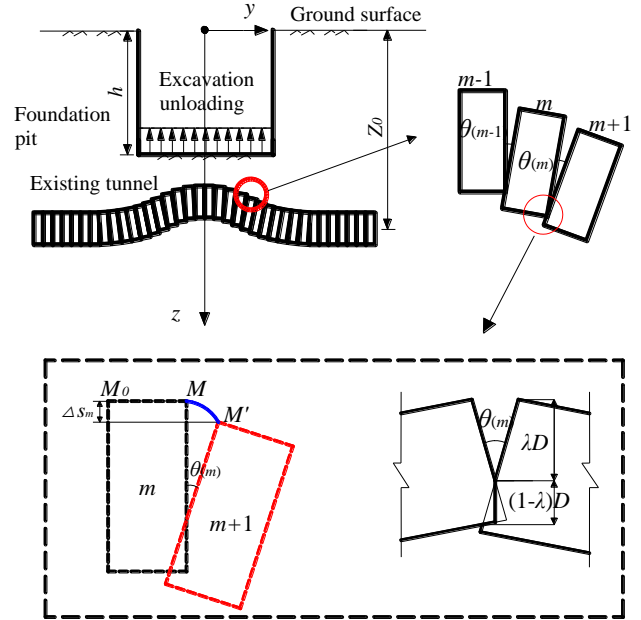 y
Ground surface
h
Excavation
unloading
Z0
Foundation
pit
Existing tunnel
z
m-1
m
m+1
θ(m-1
θ(m)
M0
M
ΔSm
M'
θ(m)
m
m+1
θ(m)
λD
(1-λ)D